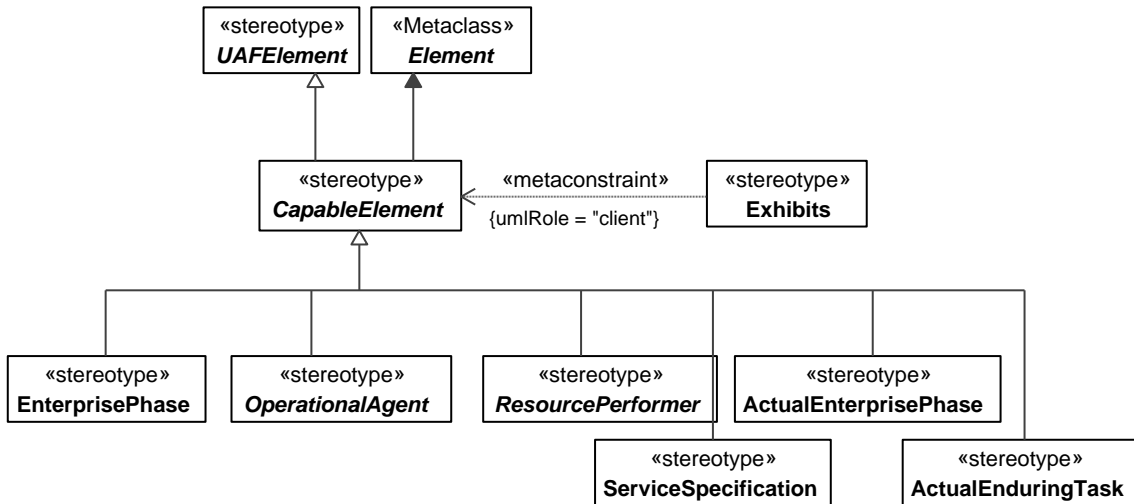 «stereotype»
UAFElement
«Metaclass»
Element
«stereotype»
CapableElement
«metaconstraint»
{umlRole = "client"}
«stereotype»
Exhibits
«stereotype»
EnterprisePhase
«stereotype»
OperationalAgent
«stereotype»
ResourcePerformer
«stereotype»
ActualEnterprisePhase
«stereotype»
ServiceSpecification
«stereotype»
ActualEnduringTask